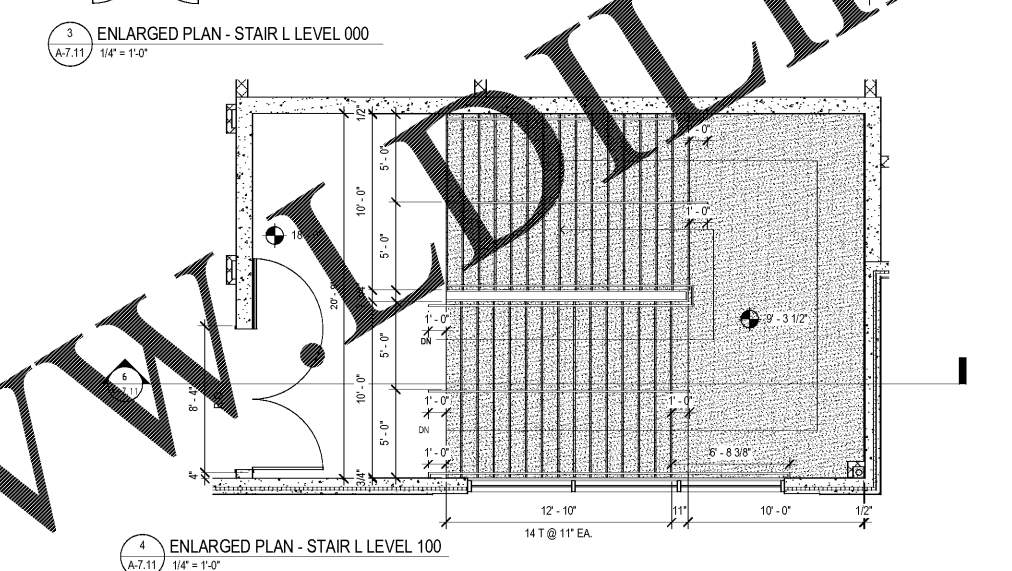 3
ENLARGED PLAN - STAIR L LEVEL 000
A-7.11
1/4" = 1'-0"
WWW.LDILINE
1/2"
5' - 0"
10' - 0"
5' - 0"
1' - 0"
9' - 3 1/2"
1' - 0"
DN
5' - 0"
10' - 0"
6
8' - 4"
1' - 0"
1' - 0"
DN
5' - 0"
1' - 0"
6' - 8 3/8"
4"
3/4"
12' - 10"
11"
10' - 0"
1/2"
14 T @ 11" EA.
4
ENLARGED PLAN - STAIR L LEVEL 100
A-7.11
1/4" = 1'-0"